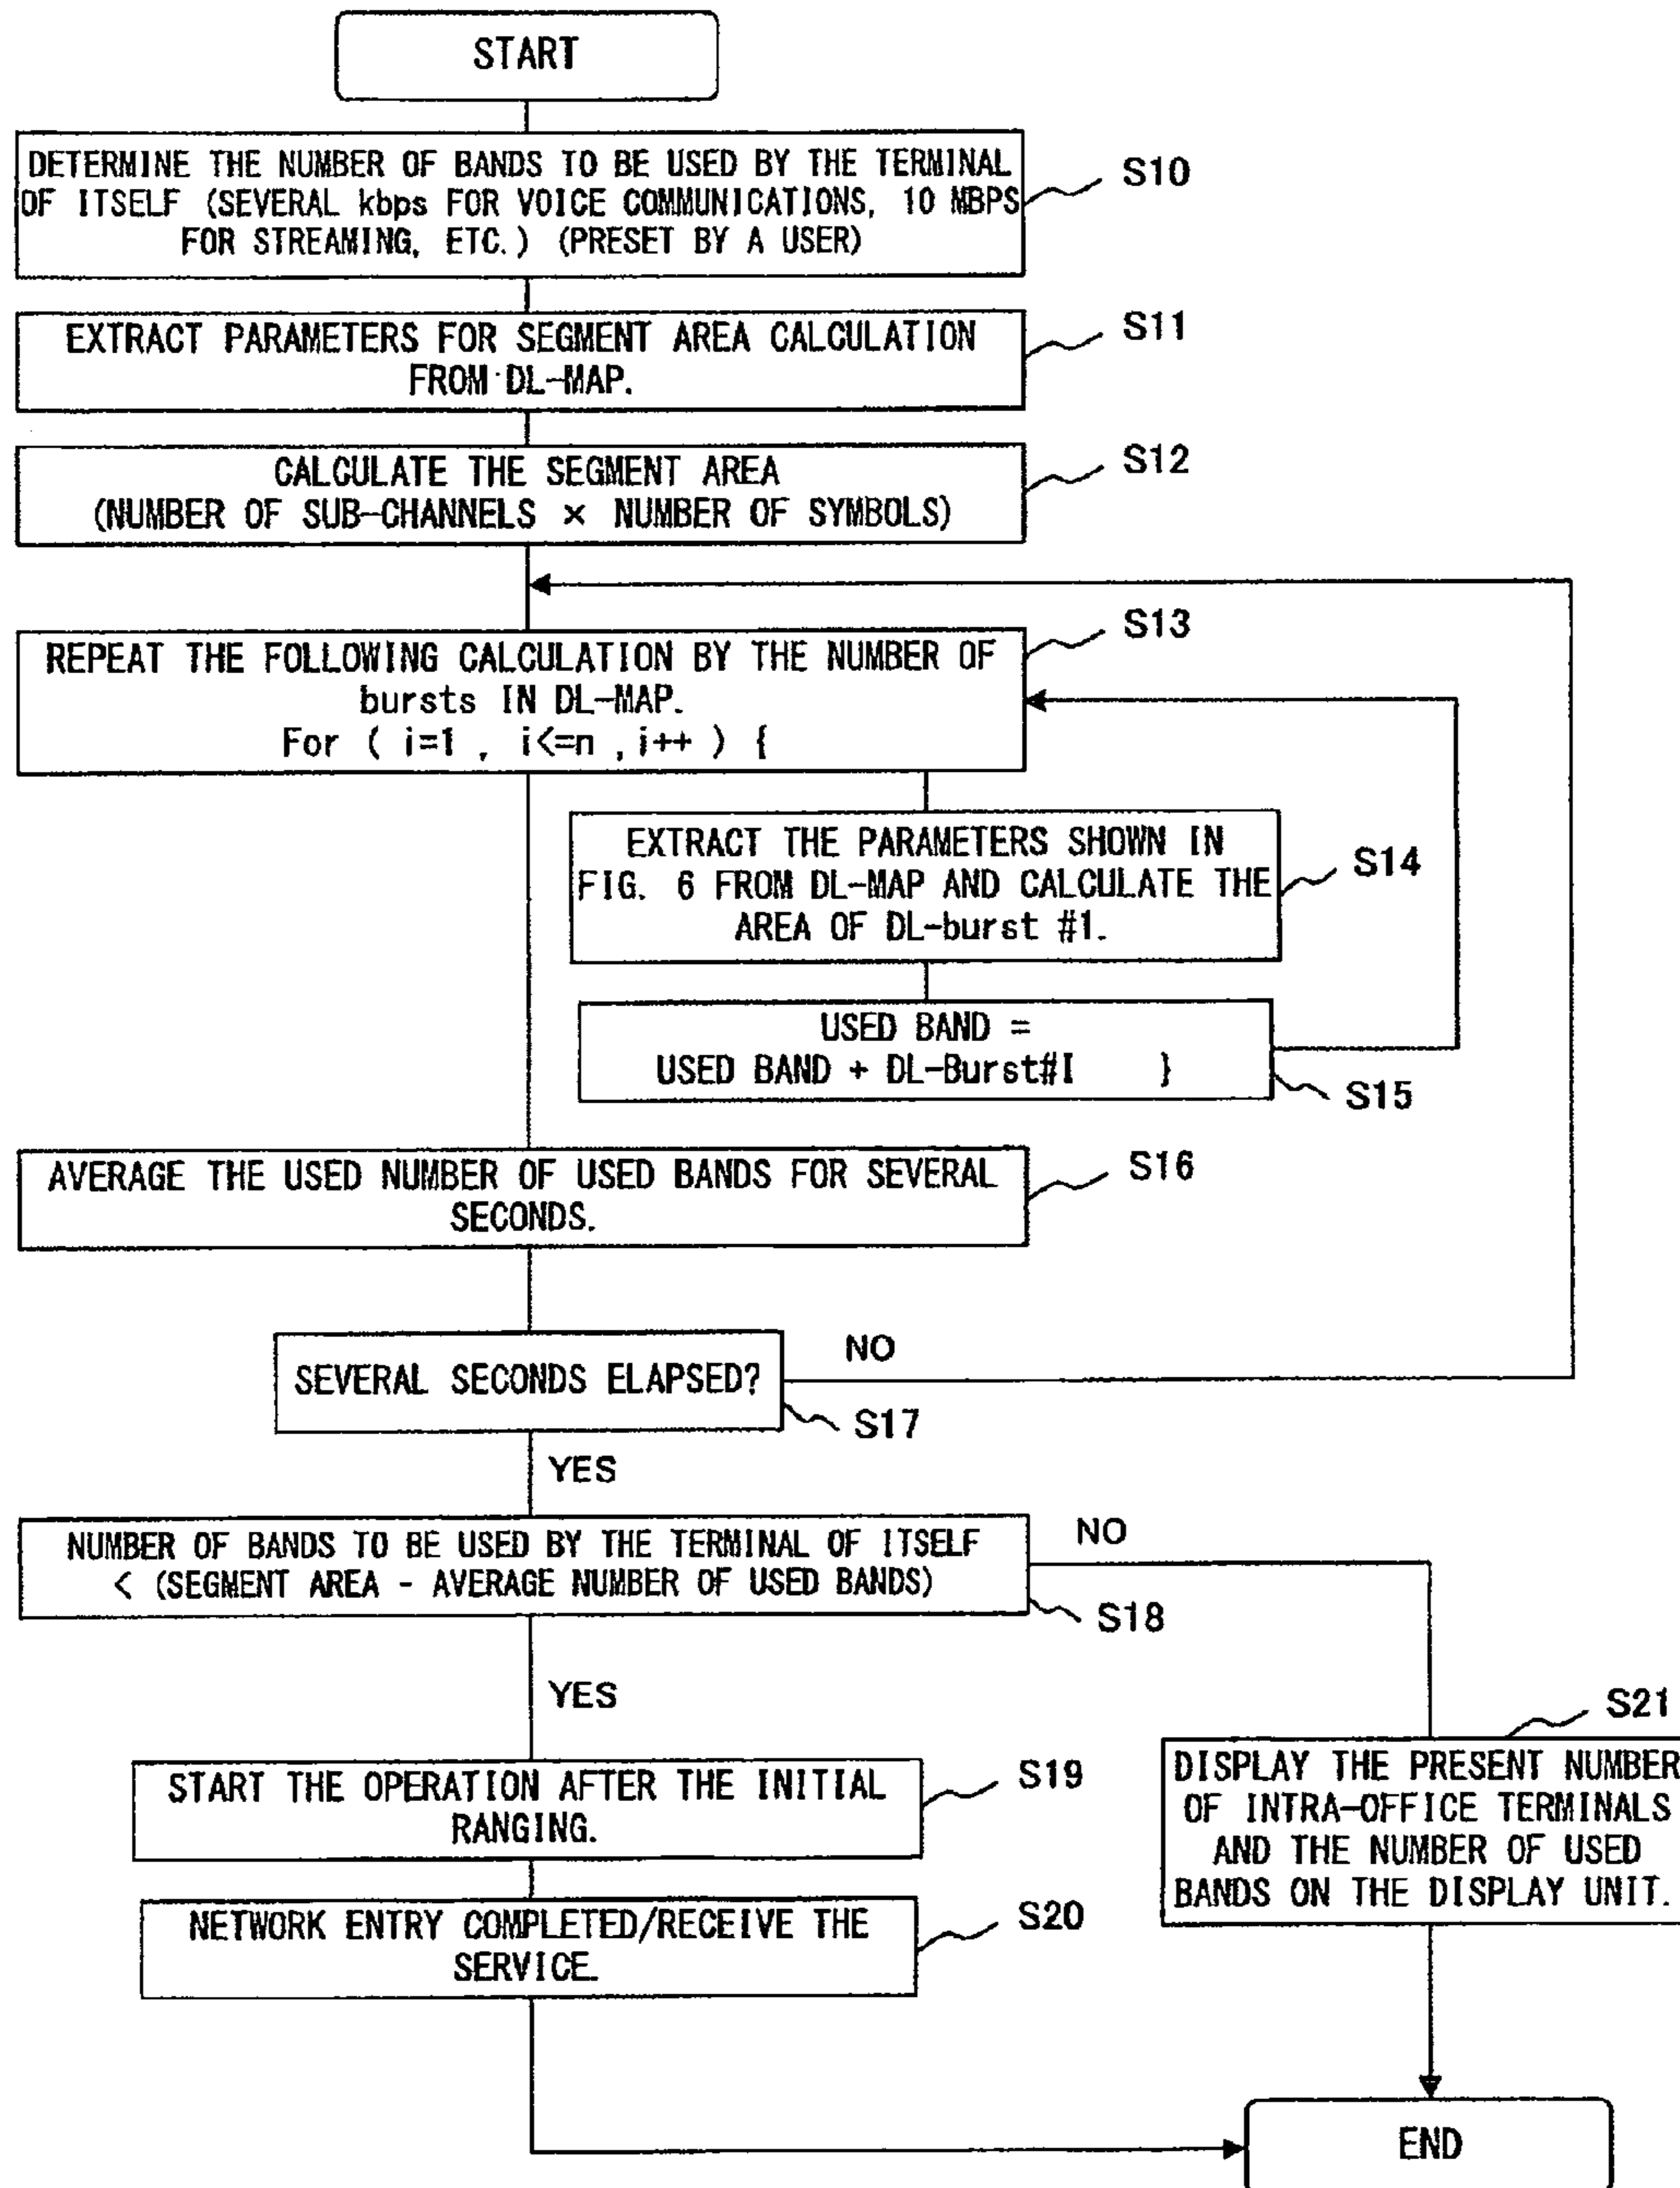 START
DETERMINE THE NUMBER OF BANDS TO BE USED BY THE TERMINAL
OF ITSELF (SEVERAL kbps FOR VOICE COMMUNICATIONS, 10 MBPS
FOR STREAMING, ETC.) (PRESET BY A USER)
S10
EXTRACT PARAMETERS FOR SEGMENT AREA CALCULATION
FROM DL-MAP.
S11
CALCULATE THE SEGMENT AREA
(NUMBER OF SUB-CHANNELS × NUMBER OF SYMBOLS)
S12
REPEAT THE FOLLOWING CALCULATION BY THE NUMBER OF
bursts IN DL-MAP.
For ( i=1 , i<=n ,i++ ) {
S13
EXTRACT THE PARAMETERS SHOWN IN
FIG. 6 FROM DL-MAP AND CALCULATE THE
AREA OF DL-burst #1.
S14
USED BAND =
USED BAND + DL-Burst#I }
S15
AVERAGE THE USED NUMBER OF USED BANDS FOR SEVERAL
SECONDS.
S16
SEVERAL SECONDS ELAPSED?
NO
S17
YES
NUMBER OF BANDS TO BE USED BY THE TERMINAL OF ITSELF
< (SEGMENT AREA - AVERAGE NUMBER OF USED BANDS)
NO
S18
YES
START THE OPERATION AFTER THE INITIAL
RANGING.
S19
NETWORK ENTRY COMPLETED/RECEIVE THE
SERVICE.
S20
S21
DISPLAY THE PRESENT NUMBER
OF INTRA-OFFICE TERMINALS
AND THE NUMBER OF USED
BANDS ON THE DISPLAY UNIT.
END